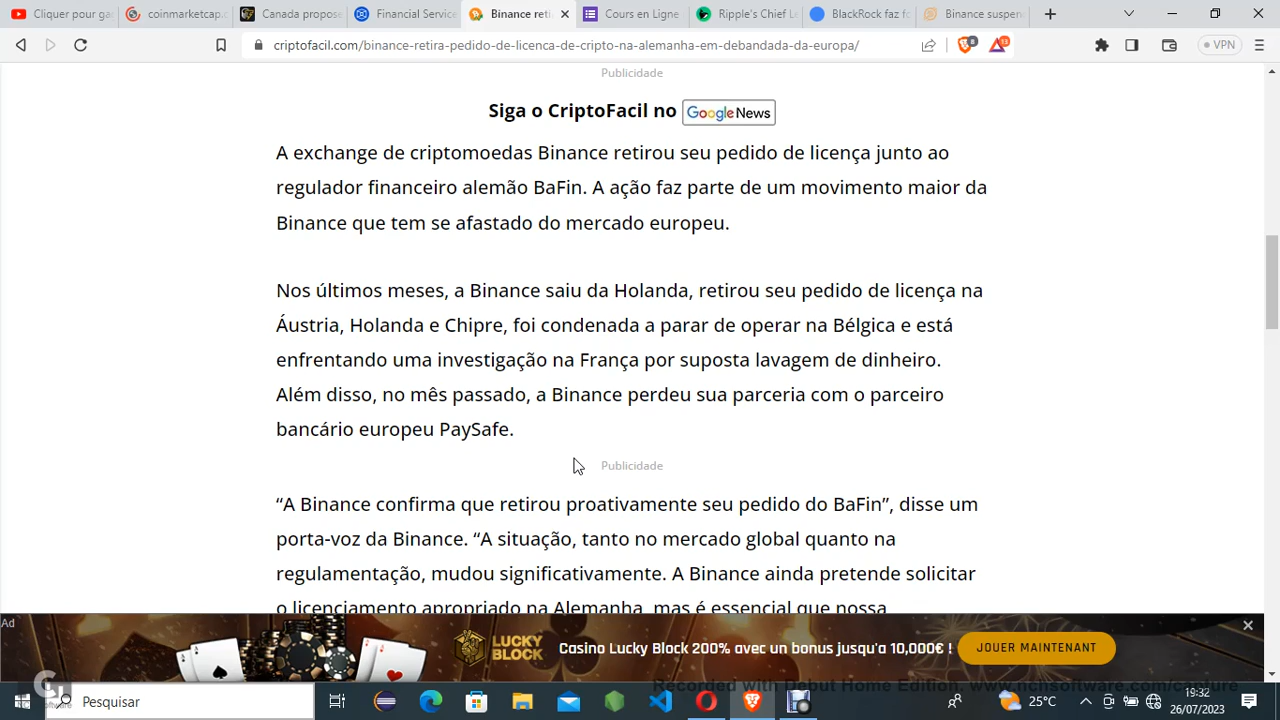 Cliquer pour ga
coinmarketcap.c
Canada propose
Financial Service
Binance reti
Cours en Ligne
Ripple's Chief L
BlackRock faz fo
Binance suspen
criptofacil.com/binance-retira-pedido-de-licenca-de-cripto-na-alemanha-em-debandada-da-europa/
8
33
VPN
Publicidade
Siga o CriptoFacil no Google News
A exchange de criptomoedas Binance retirou seu pedido de licença junto ao
regulador financeiro alemão BaFin. A ação faz parte de um movimento maior da
Binance que tem se afastado do mercado europeu.
Nos últimos meses, a Binance saiu da Holanda, retirou seu pedido de licença na
Áustria, Holanda e Chipre, foi condenada a parar de operar na Bélgica e está
enfrentando uma investigação na França por suposta lavagem de dinheiro.
Além disso, no mês passado, a Binance perdeu sua parceria com o parceiro
bancário europeu PaySafe.
Publicidade
“A Binance confirma que retirou proativamente seu pedido do BaFin”, disse um
porta-voz da Binance. “A situação, tanto no mercado global quanto na
regulamentação, mudou significativamente. A Binance ainda pretende solicitar
o licenciamento apropriado na Alemanha, mas é essencial que nossa
Ad
LUCKY BLOCK
Casino Lucky Block 200% avec un bonus jusqu'a 10,000€ !
JOUER MAINTENANT
Recorded with Debut Home Edition. www.nchsoftware.com/capture
Software
Pesquisar
25°C
19:32
26/07/2023